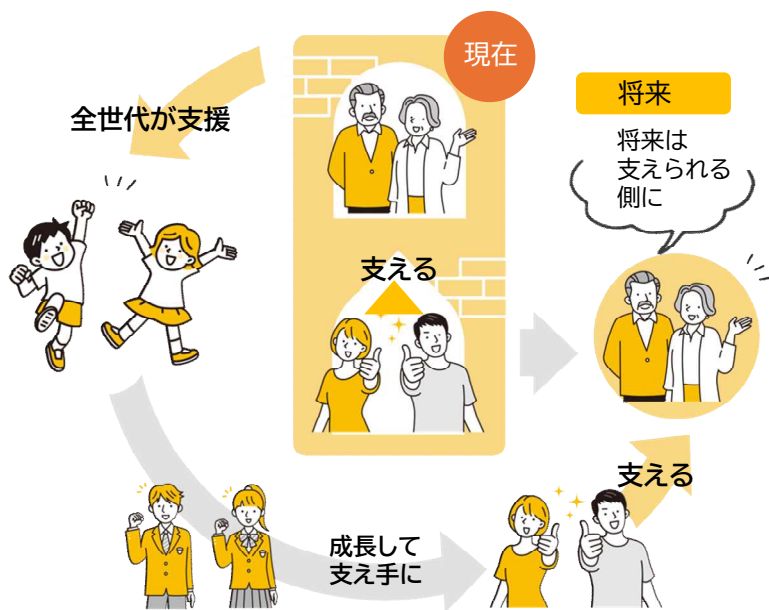 現在
全世代が支援
将来
将来は
支えられる
側に
支える
支える
成長して
支え手に